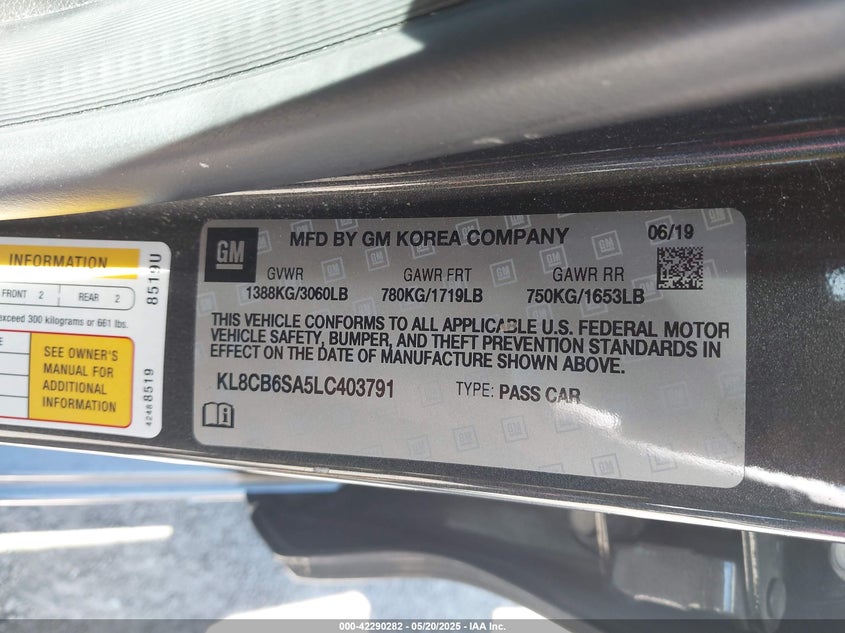 INFORMATION
FRONT 2 REAR 2
exceed 300 kilograms or 661 lbs.
SEE OWNER'S
MANUAL FOR
ADDITIONAL
INFORMATION
8519U
4248 8519
GM MFD BY GM KOREA COMPANY 06/19
GVWR GAWR FRT GAWR RR
1388KG/3060LB 780KG/1719LB 750KG/1653LB
THIS VEHICLE CONFORMS TO ALL APPLICABLE U.S. FEDERAL MOTOR
VEHICLE SAFETY, BUMPER, AND THEFT PREVENTION STANDARDS IN
EFFECT ON THE DATE OF MANUFACTURE SHOWN ABOVE.
KL8CB6SA5LC403791 TYPE: PASS CAR
000-42290282 — 05/20/2025 — IAA Inc.